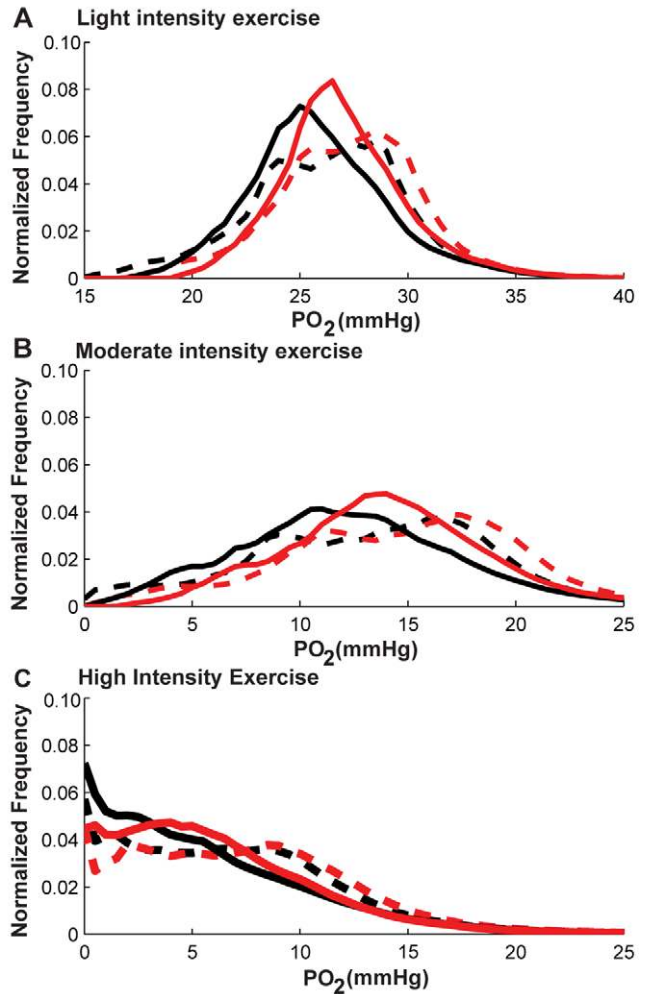 A Light intensity exercise
0.10
0.08
0.06
0.04
0.02
0
Normalized Frequency
15 20 25 30 35 40
PO2(mmHg)
B Moderate intensity exercise
0.10
0.08
0.06
0.04
0.02
0
Normalized Frequency
0 5 10 15 20 25
PO2(mmHg)
C High Intensity Exercise
0.10
0.08
0.06
0.04
0.02
0
Normalized Frequency
0 5 10 15 20 25
PO2(mmHg)